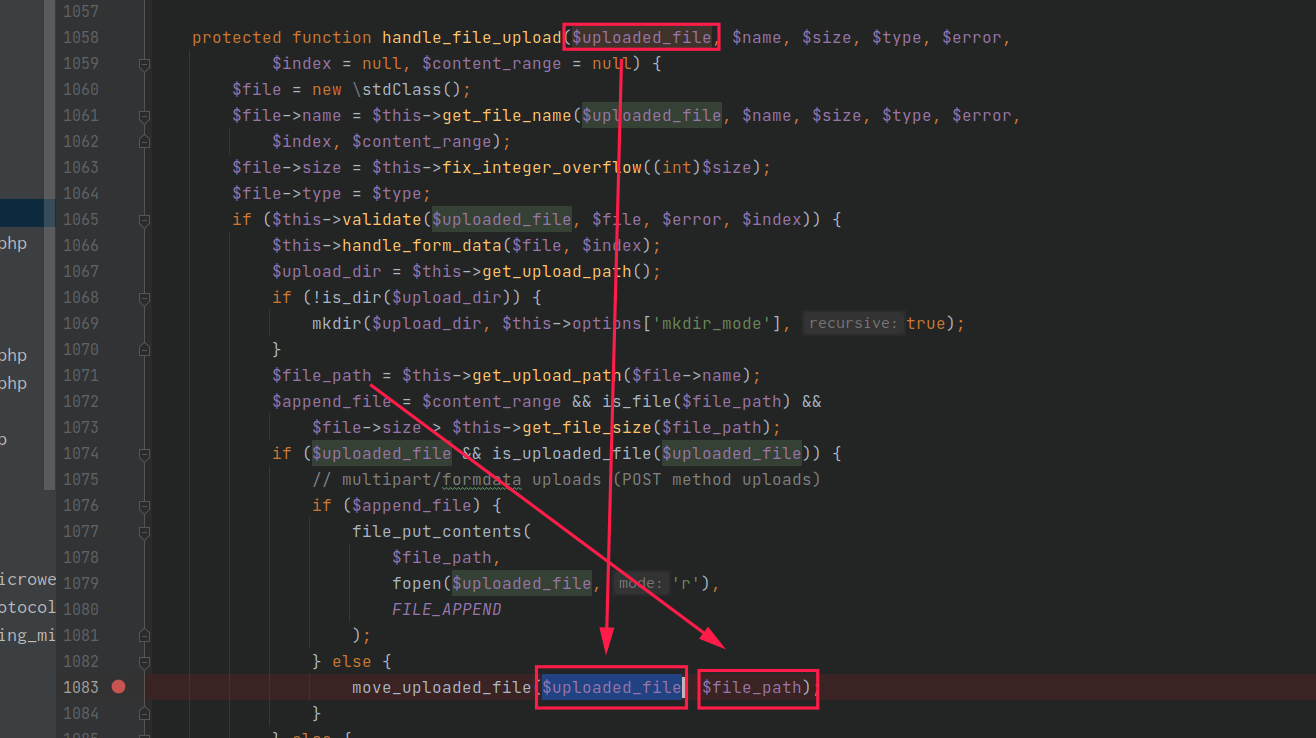 1057
1058 protected function handle_file_upload($uploaded_file, $name, $size, $type, $error,
1059 $index = null, $content_range = null) {
1060 $file = new \stdClass();
1061 $file->name = $this->get_file_name($uploaded_file, $name, $size, $type, $error,
1062 $index, $content_range);
1063 $file->size = $this->fix_integer_overflow((int)$size);
1064 $file->type = $type;
1065 if ($this->validate($uploaded_file, $file, $error, $index)) {
php 1066 $this->handle_form_data($file, $index);
1067 $upload_dir = $this->get_upload_path();
1068 if (!is_dir($upload_dir)) {
1069 mkdir($upload_dir, $this->options['mkdir_mode'], recursive: true);
php 1070 }
php 1071 $file_path = $this->get_upload_path($file->name);
1072 $append_file = $content_range && is_file($file_path) &&
1073 $file->size > $this->get_file_size($file_path);
p 1074 if ($uploaded_file && is_uploaded_file($uploaded_file)) {
1075 // multipart/formdata uploads (POST method uploads)
1076 if ($append_file) {
1077 file_put_contents(
1078 $file_path,
icrowe 1079 fopen($uploaded_file, mode: 'r'),
otocol 1080 FILE_APPEND
ing_mi 1081 );
1082 } else {
1083 move_uploaded_file($uploaded_file, $file_path);
1084 }
1085 } else {